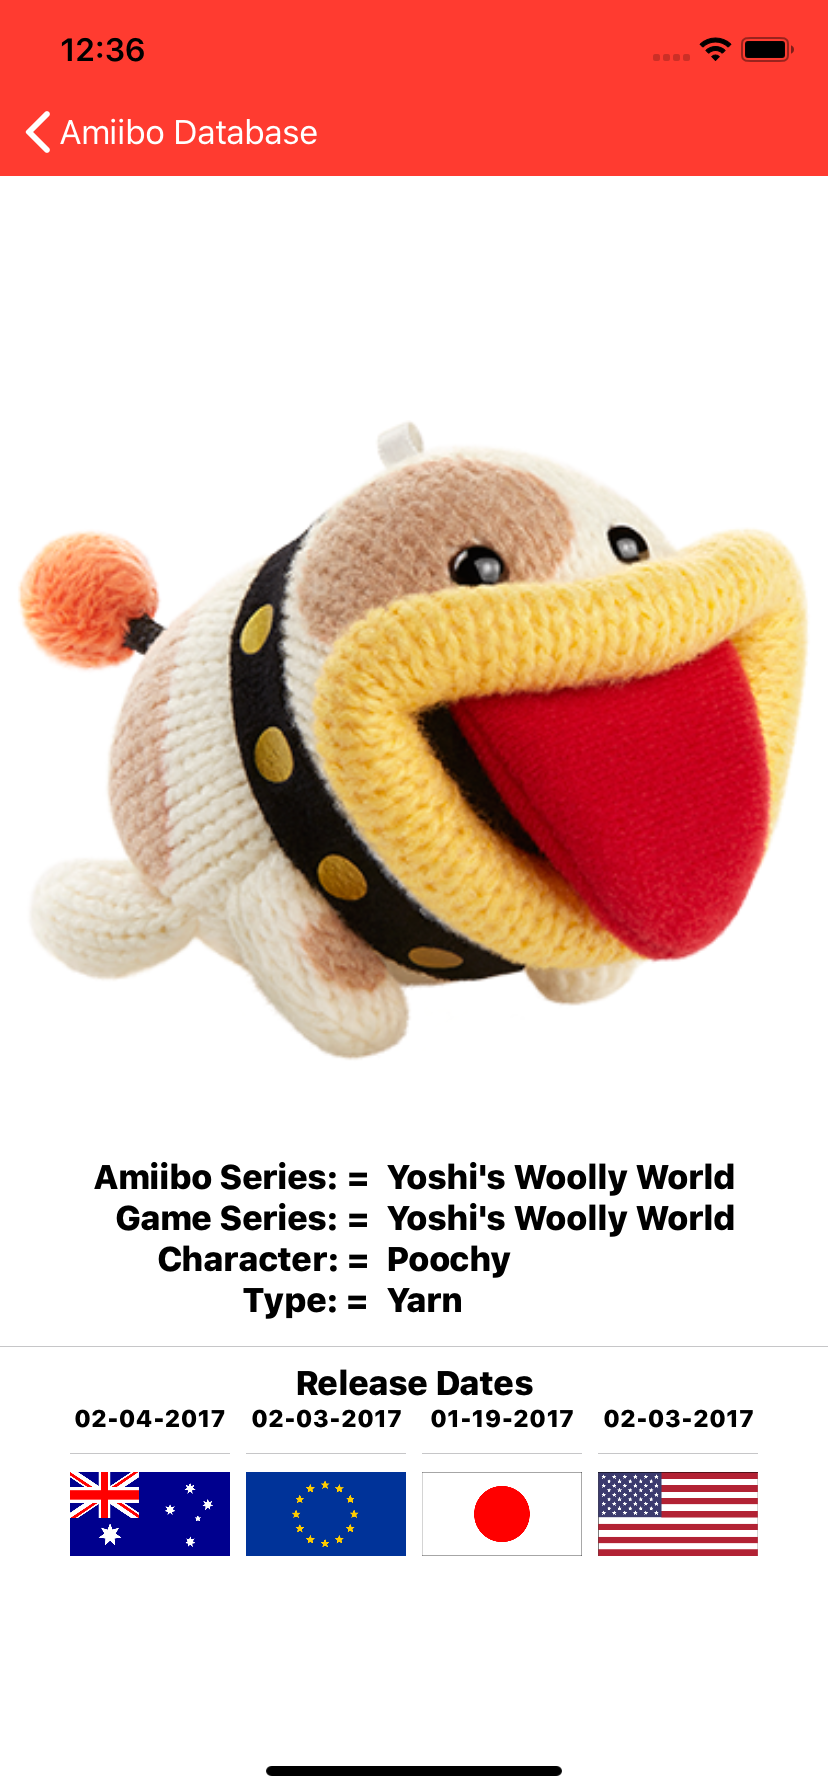 12:36
Amiibo Database
Amiibo Series: = Yoshi's Woolly World
Game Series: = Yoshi's Woolly World
Character: = Poochy
Type: = Yarn
Release Dates
02-04-2017 02-03-2017 01-19-2017 02-03-2017